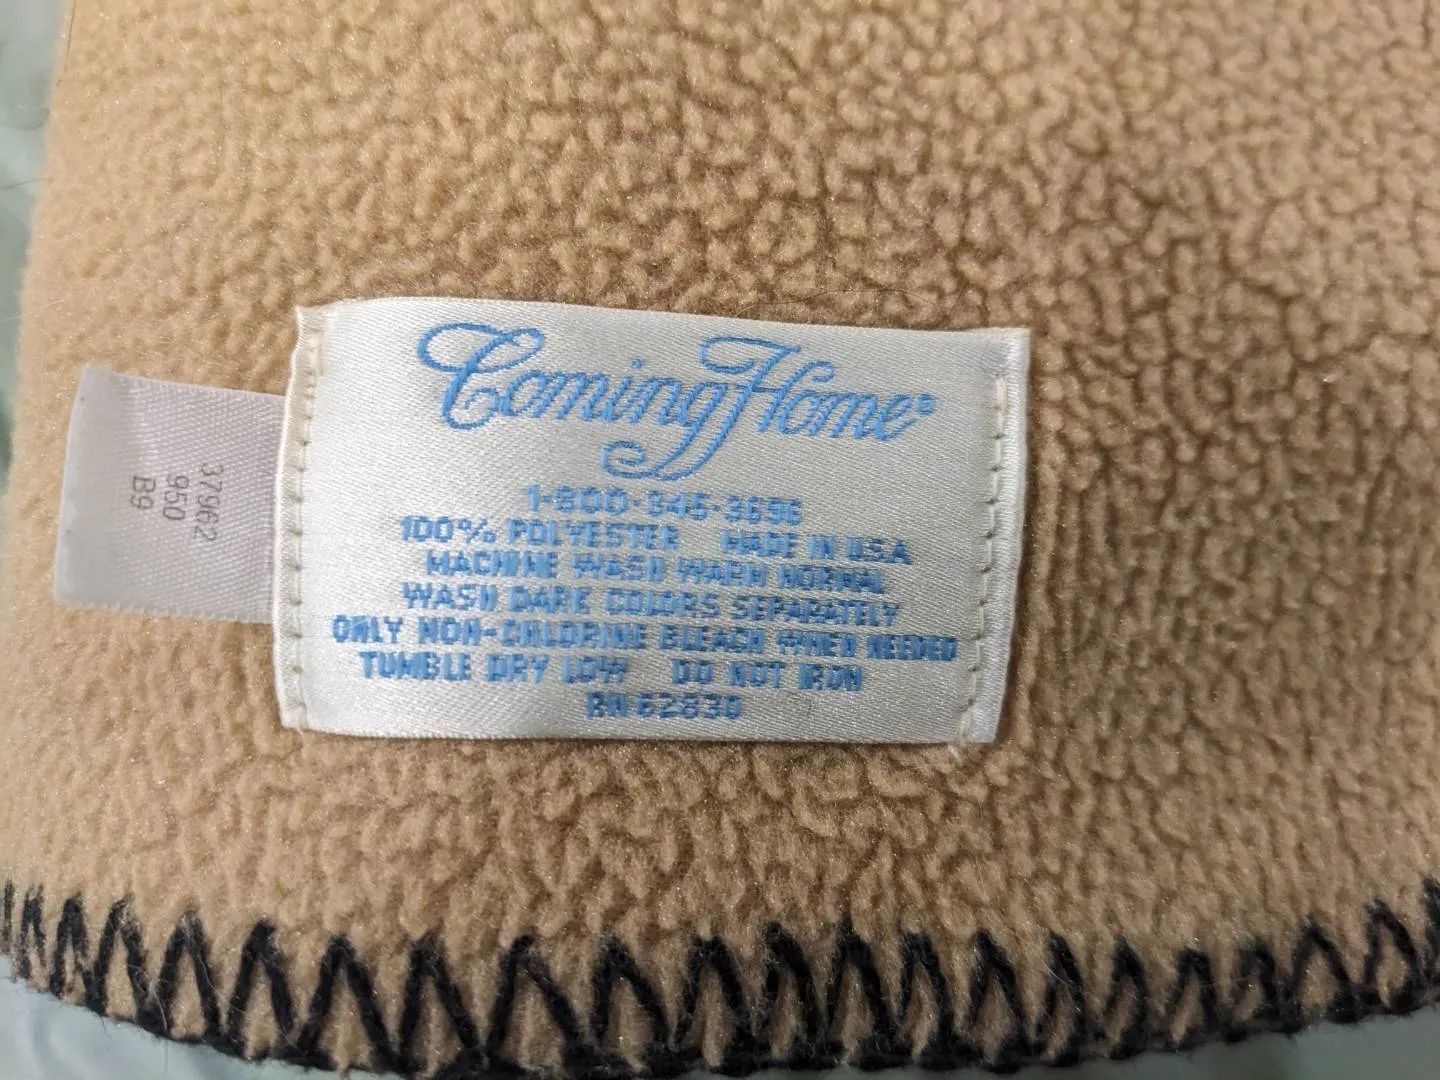 Coming Home®
1-800-345-3696
100% POLYESTER MADE IN U.S.A
MACHINE WASH WARM NORMAL
WASH DARK COLORS SEPARATELY
ONLY NON-CHLORINE BLEACH WHEN NEEDED
TUMBLE DRY LOW DO NOT IRON
RN 62830
37962
950
B9